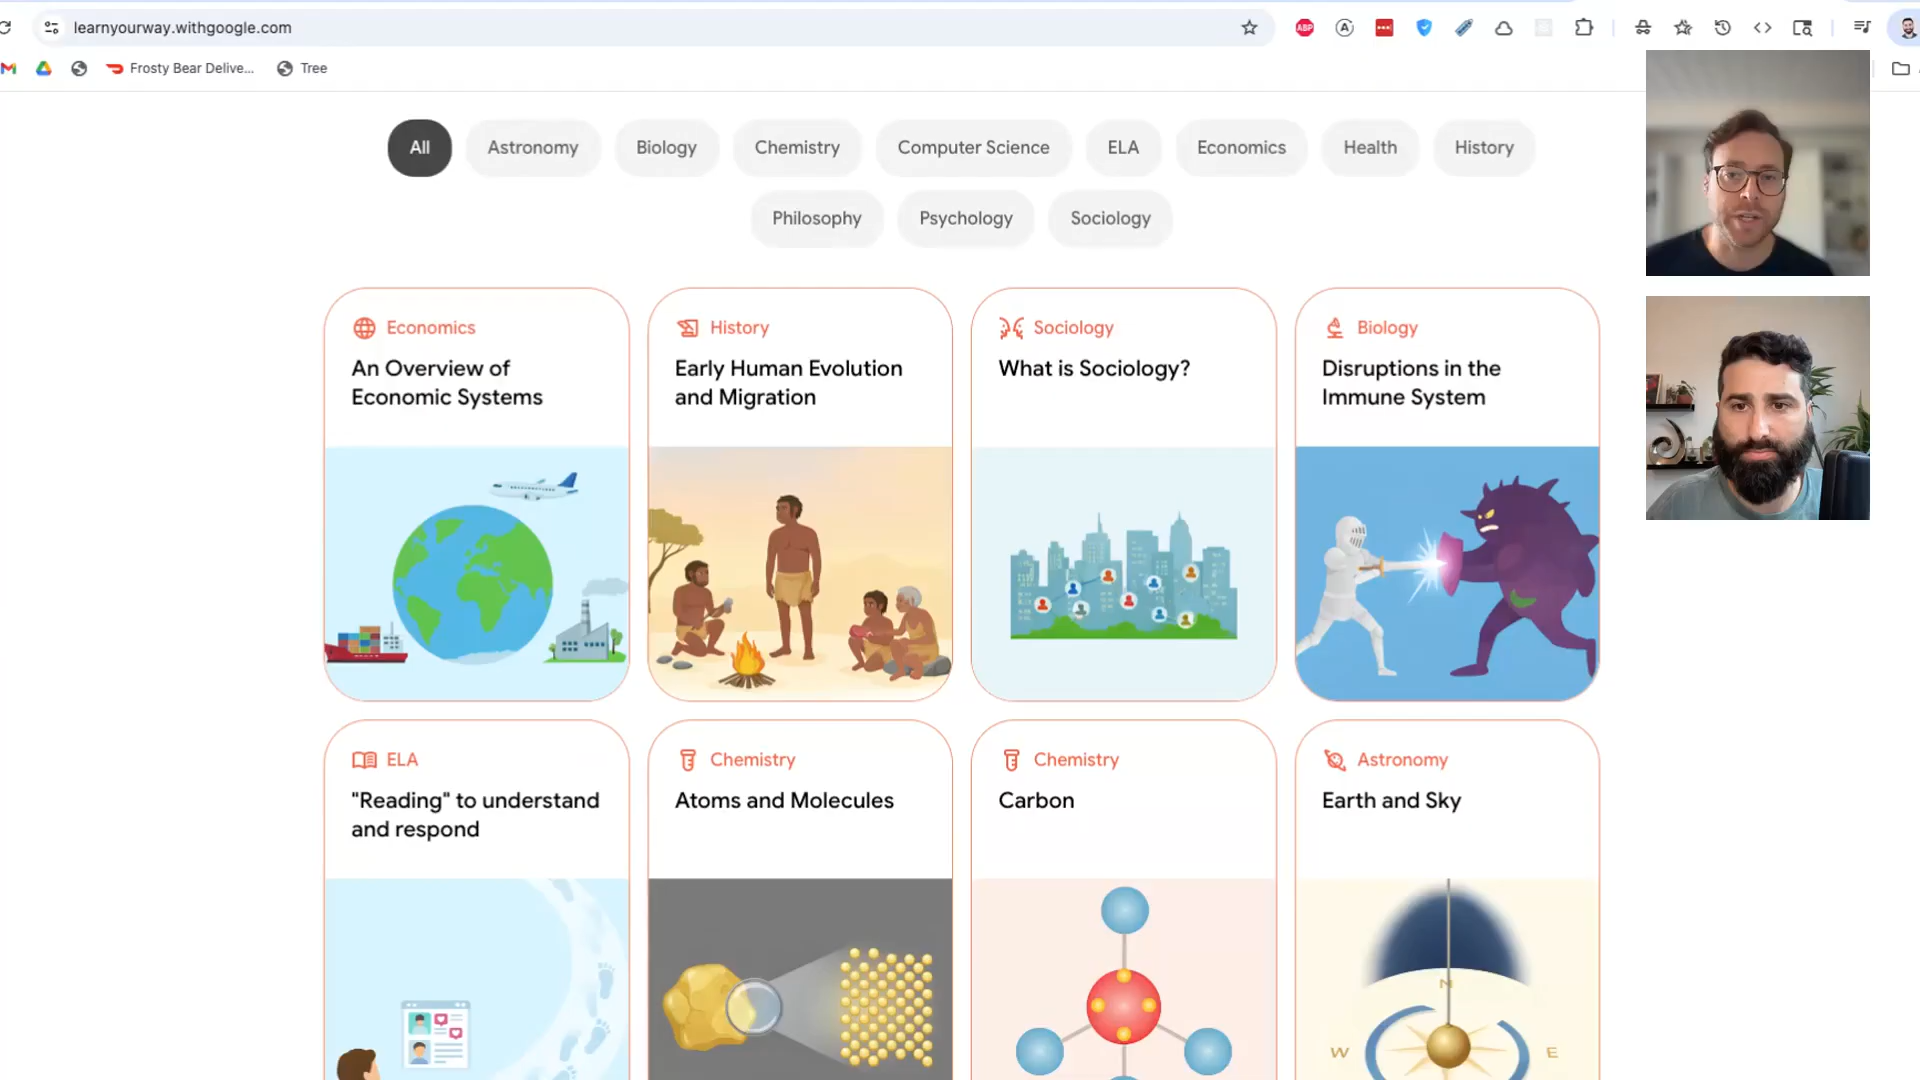 learnyourway.withgoogle.com
ABP
Frosty Bear Delive...
Tree
All
Astronomy
Biology
Chemistry
Computer Science
ELA
Economics
Health
History
Philosophy
Psychology
Sociology
Economics
An Overview of
Economic Systems
History
Early Human Evolution
and Migration
Sociology
What is Sociology?
Biology
Disruptions in the
Immune System
ELA
"Reading" to understand
and respond
Chemistry
Atoms and Molecules
Chemistry
Carbon
Astronomy
Earth and Sky
N
W
E